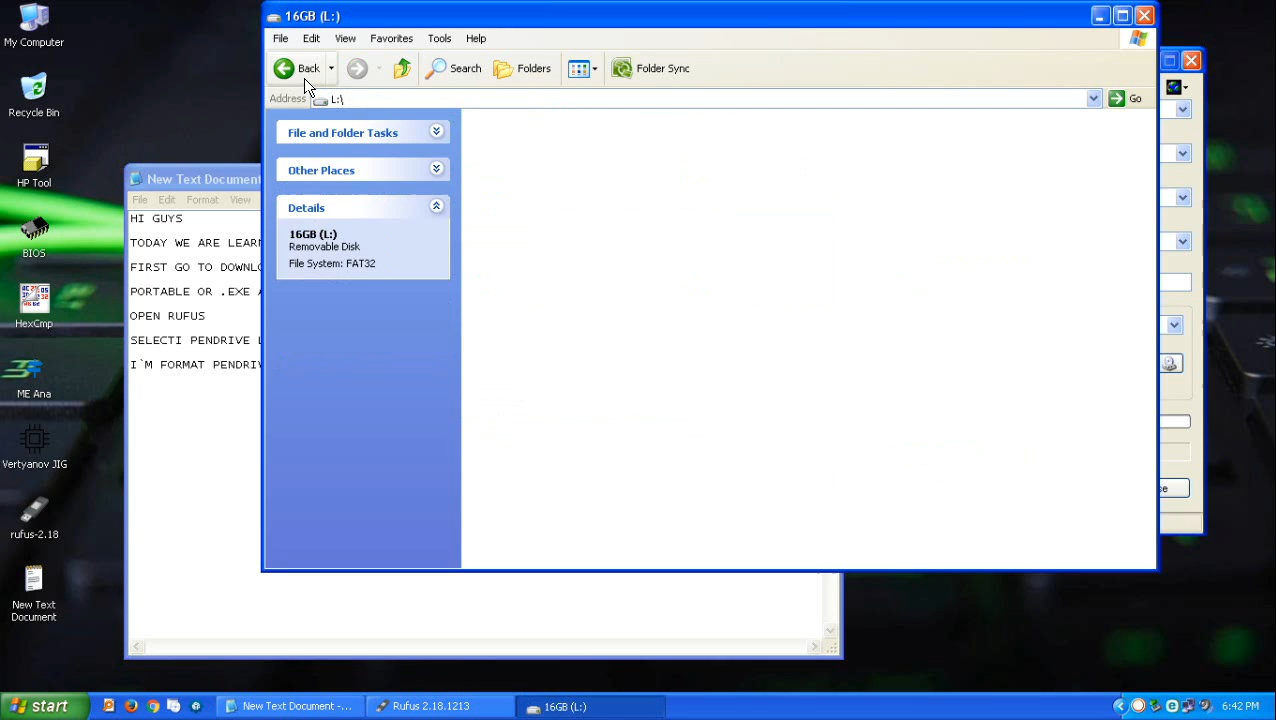 My Computer
Recycle Bin
HP Tool
BIOS
HexCmp
ME Ana
Vertyanov JIG
rufus-2.18
New Text
Document
16GB (L:)
File Edit View Favorites Tools Help
Back Search Folders Folder Sync
Address L:\ Go
File and Folder Tasks
Other Places
Details
16GB (L:)
Removable Disk
File System: FAT32
New Text Document
File Edit Format View
HI GUYS
TODAY WE ARE LEARN
FIRST GO TO DOWNLO
PORTABLE OR .EXE A
OPEN RUFUS
SELECTI PENDRIVE L
I`M FORMAT PENDRIV
start
New Text Document -...
Rufus 2.18.1213
16GB (L:)
6:42 PM